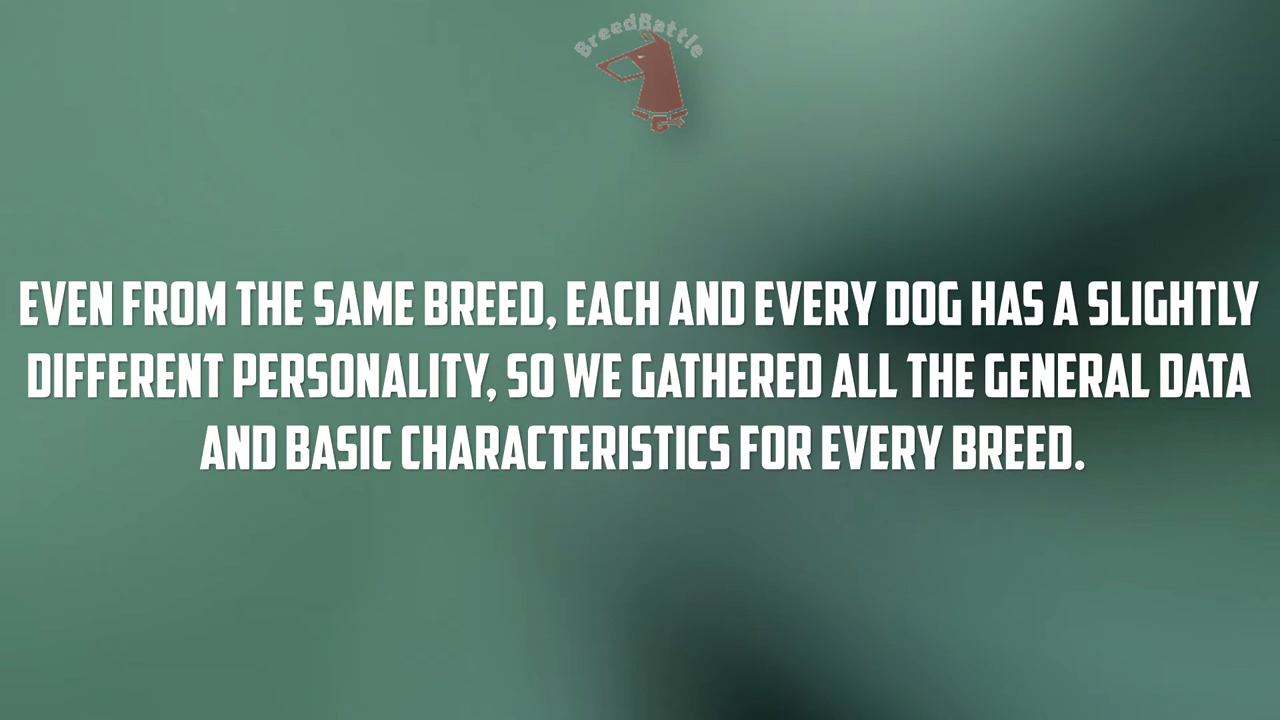 BreedBattle
EVEN FROM THE SAME BREED, EACH AND EVERY DOG HAS A SLIGHTLY
DIFFERENT PERSONALITY, SO WE GATHERED ALL THE GENERAL DATA
AND BASIC CHARACTERISTICS FOR EVERY BREED.